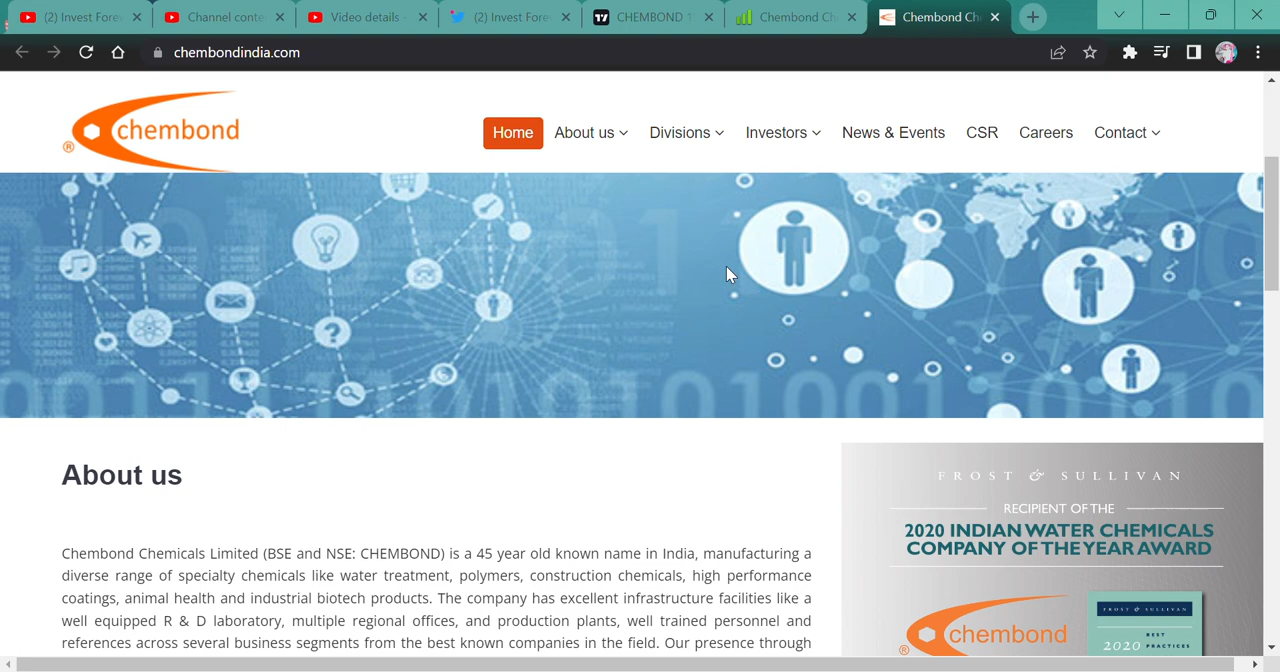 (2) Invest Fore
Channel conte
Video details -
(2) Invest Fore
CHEMBOND 1
Chembond Ch
Chembond Ch
chembondindia.com
chembond
®
Home
About us
Divisions
Investors
News & Events
CSR
Careers
Contact
About us
Chembond Chemicals Limited (BSE and NSE: CHEMBOND) is a 45 year old known name in India, manufacturing a
diverse range of specialty chemicals like water treatment, polymers, construction chemicals, high performance
coatings, animal health and industrial biotech products. The company has excellent infrastructure facilities like a
well equipped R & D laboratory, multiple regional offices, and production plants, well trained personnel and
references across several business segments from the best known companies in the field. Our presence through
FROST & SULLIVAN
RECIPIENT OF THE
2020 INDIAN WATER CHEMICALS
COMPANY OF THE YEAR AWARD
chembond
®
FROST & SULLIVAN
2020 BEST
PRACTICES